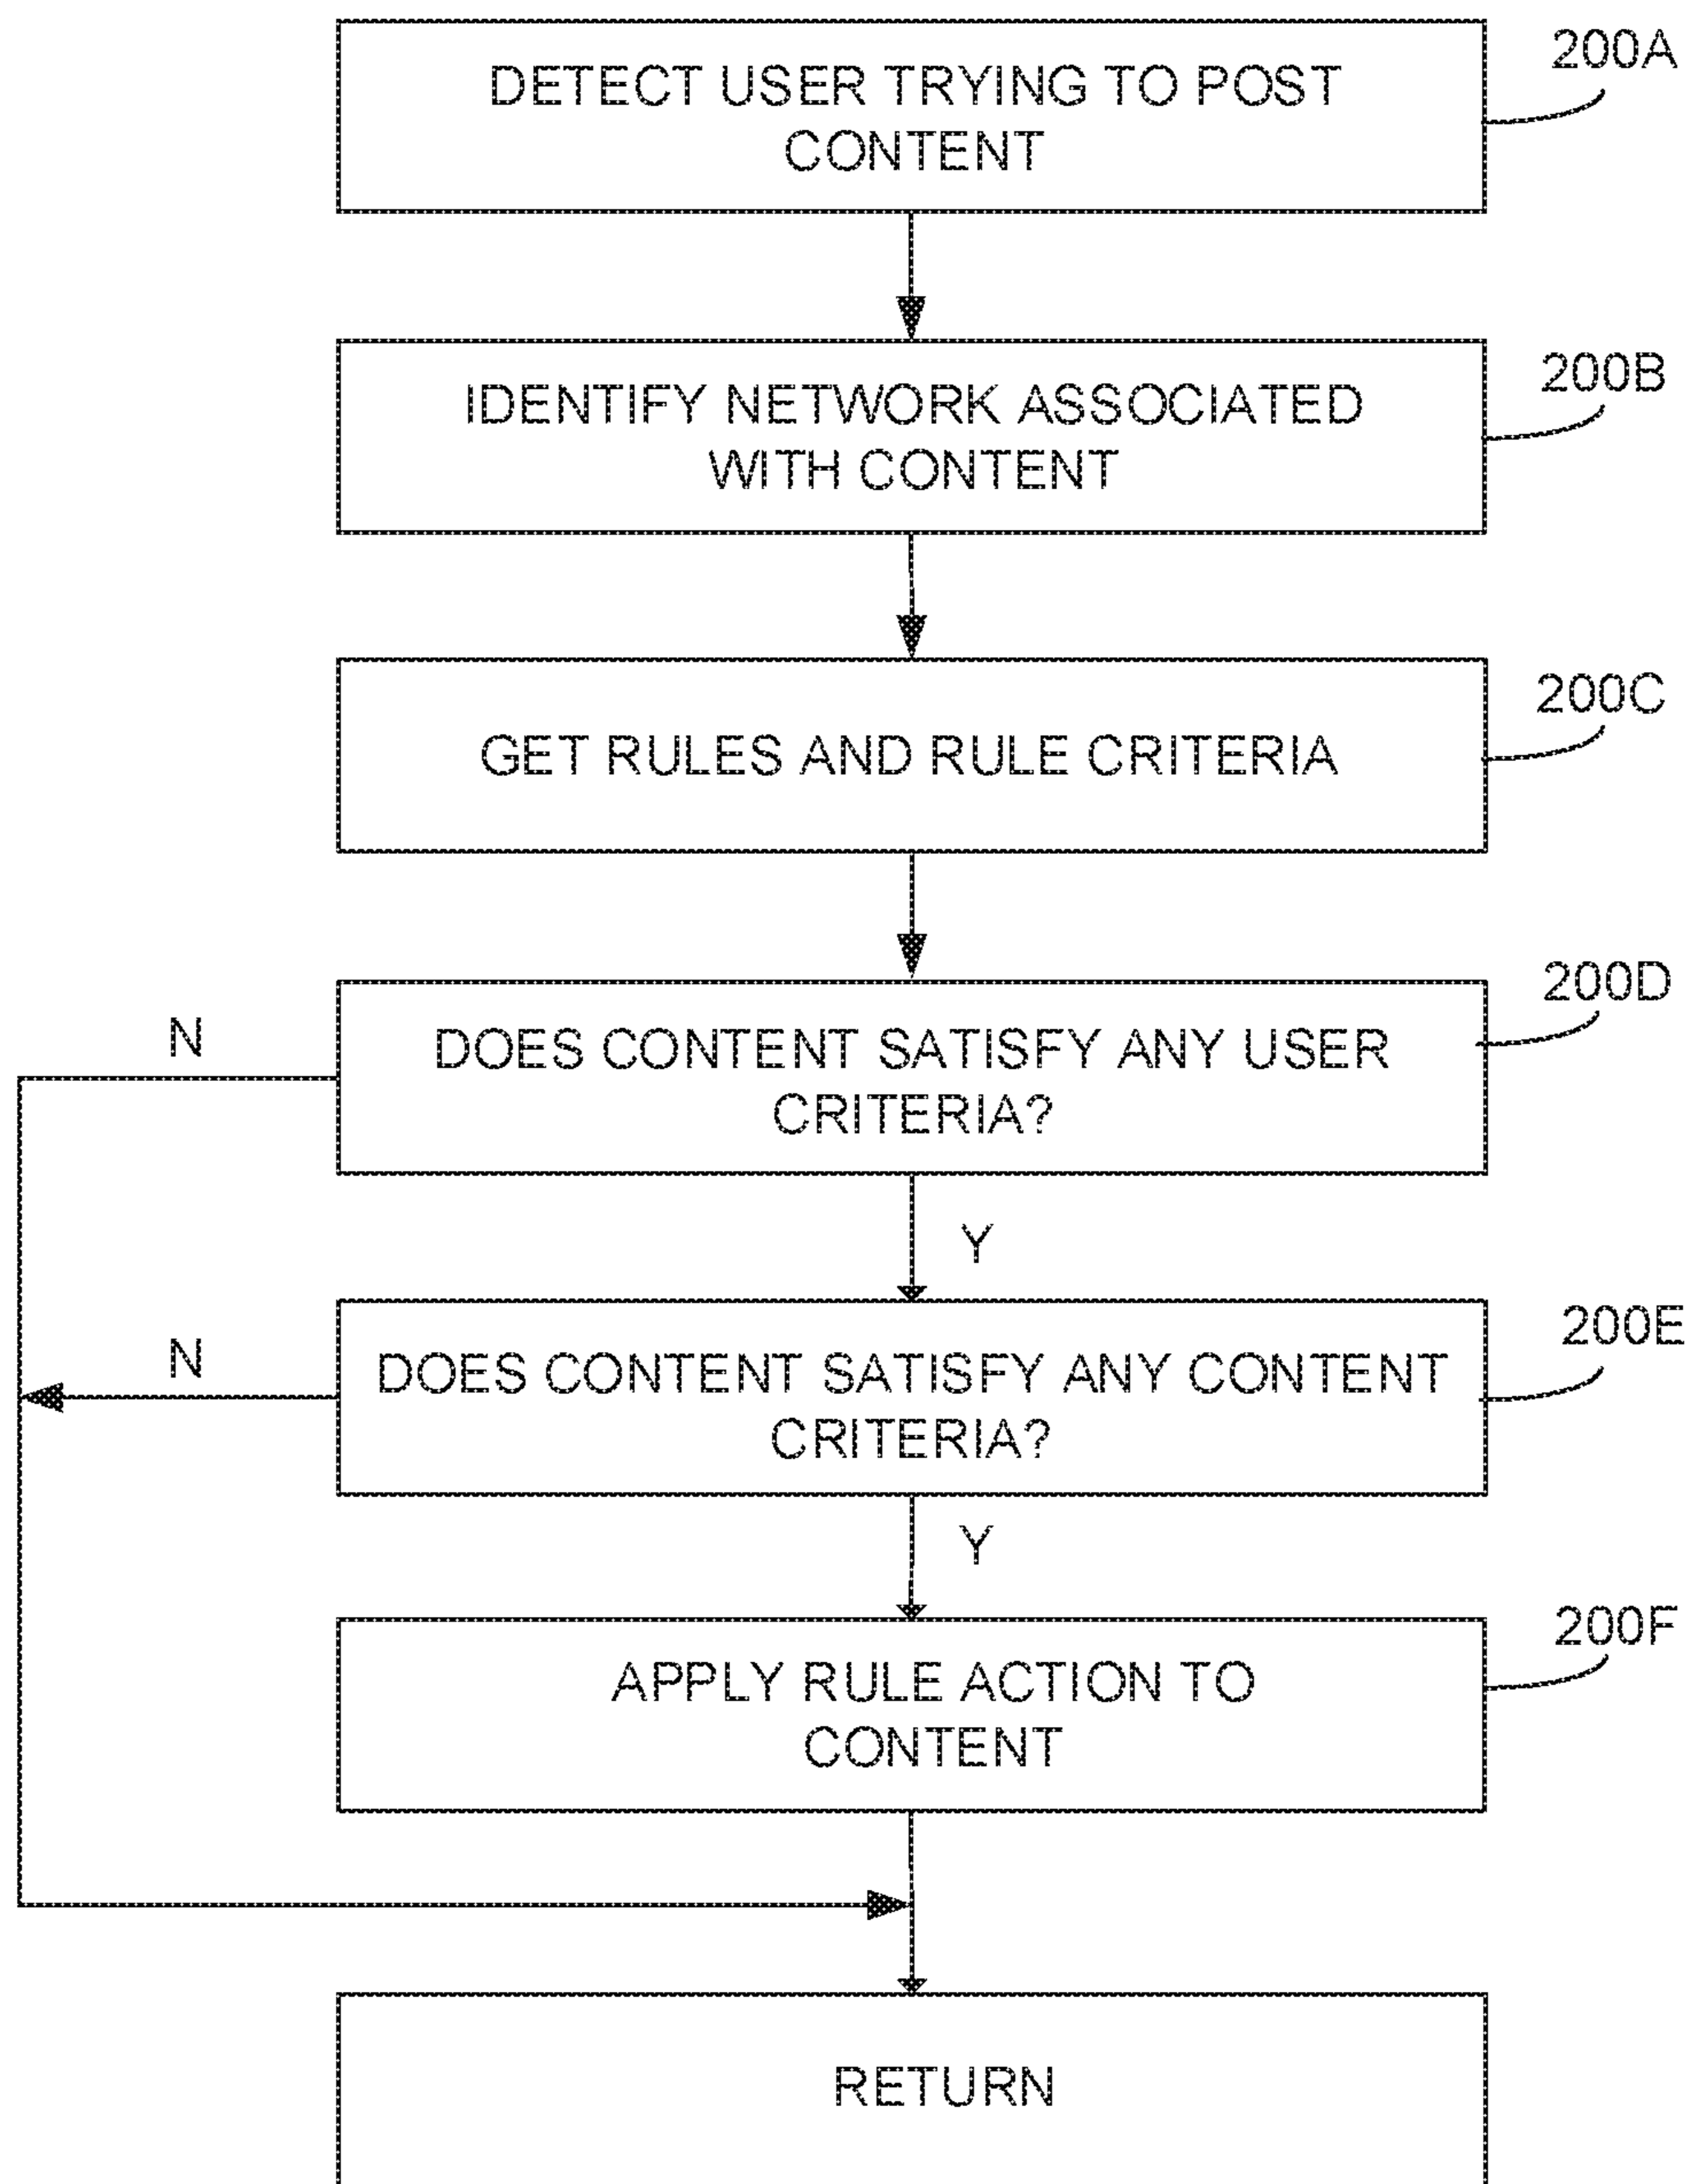 DETECT USER TRYING TO POST
CONTENT
200A
IDENTIFY NETWORK ASSOCIATED
WITH CONTENT
200B
GET RULES AND RULE CRITERIA
200C
DOES CONTENT SATISFY ANY USER
CRITERIA?
200D
N
Y
DOES CONTENT SATISFY ANY CONTENT
CRITERIA?
200E
N
Y
APPLY RULE ACTION TO
CONTENT
200F
RETURN